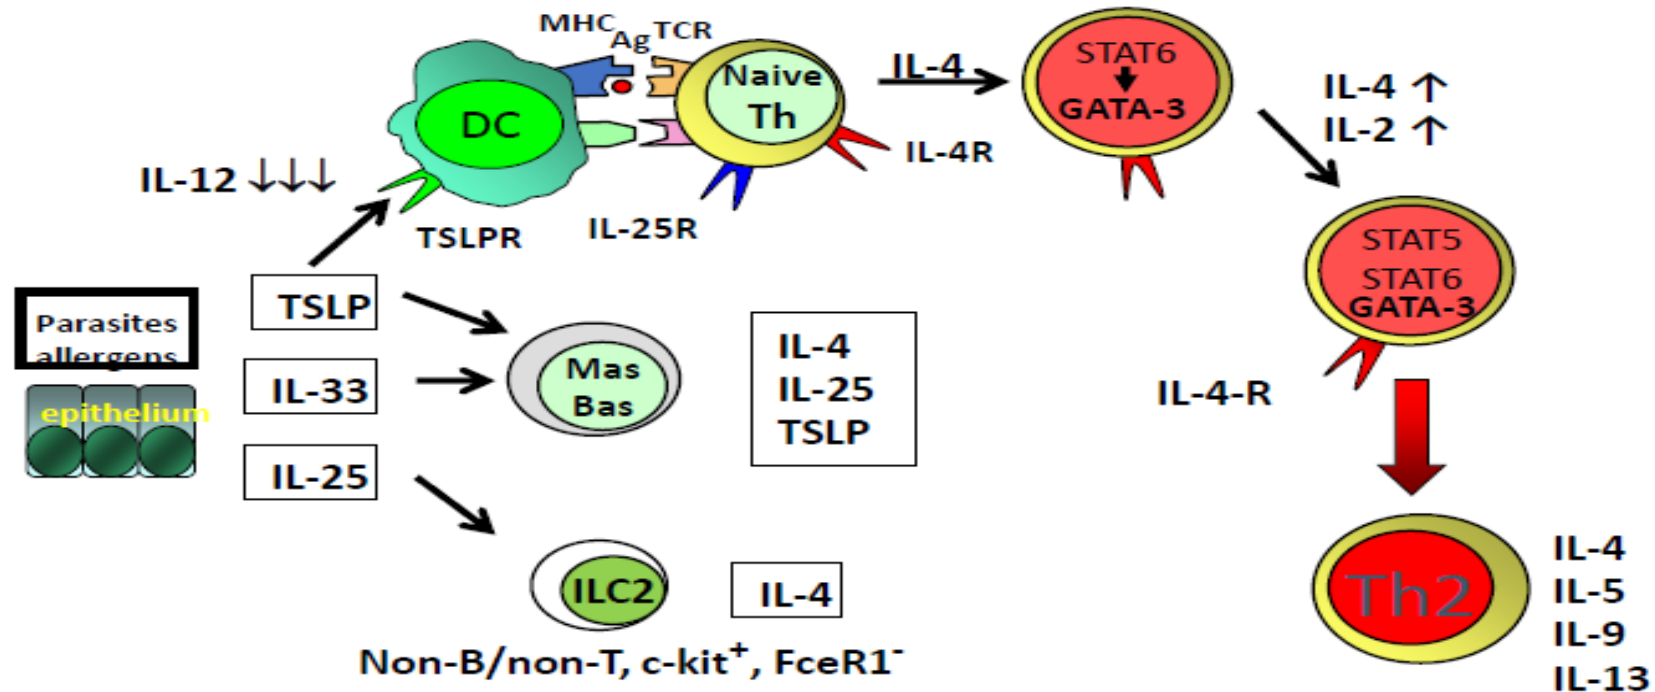 MHC
Ag
TCR
DC
Naive
Th
IL-4
STAT6
GATA-3
IL-4 ↑
IL-2 ↑
IL-12 ↓↓↓
TSLPR
IL-25R
IL-4R
STAT5
STAT6
GATA-3
IL-4-R
Parasites
allergens
epithelium
TSLP
IL-33
IL-25
Mas
Bas
IL-4
IL-25
TSLP
ILC2
IL-4
Non-B/non-T, c-kit⁺, FceR1⁻
Th2
IL-4
IL-5
IL-9
IL-13